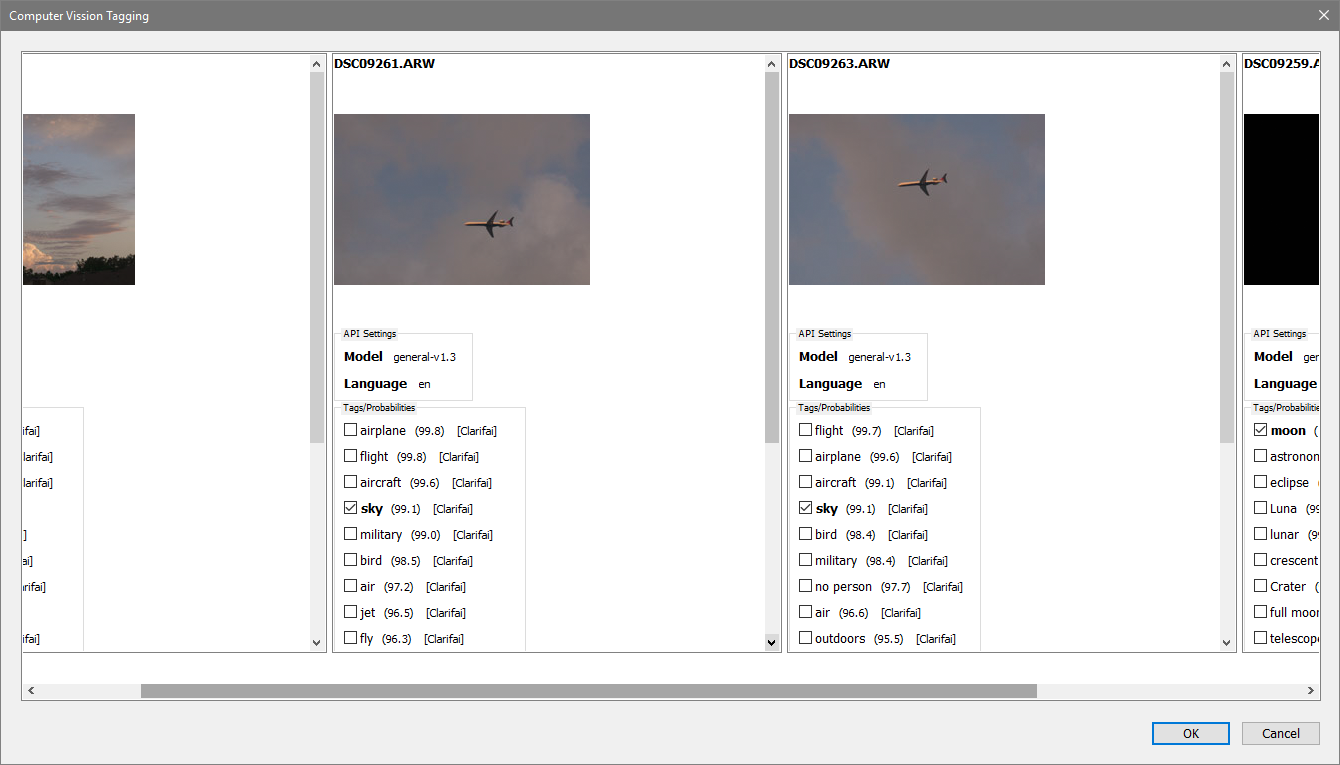 Computer Vission Tagging
ifai]
larifai]
larifai]
]
ai]
rifai]
ifai]
DSC09261.ARW
API Settings
Model general-v1.3
Language en
Tags/Probabilities
airplane (99.8) [Clarifai]
flight (99.8) [Clarifai]
aircraft (99.6) [Clarifai]
sky (99.1) [Clarifai]
military (99.0) [Clarifai]
bird (98.5) [Clarifai]
air (97.2) [Clarifai]
jet (96.5) [Clarifai]
fly (96.3) [Clarifai]
DSC09263.ARW
API Settings
Model general-v1.3
Language en
Tags/Probabilities
flight (99.7) [Clarifai]
airplane (99.6) [Clarifai]
aircraft (99.1) [Clarifai]
sky (99.1) [Clarifai]
bird (98.4) [Clarifai]
military (98.4) [Clarifai]
no person (97.7) [Clarifai]
air (96.6) [Clarifai]
outdoors (95.5) [Clarifai]
DSC09259.A
API Settings
Model ger
Language
Tags/Probabilitie
moon (
astronon
eclipse (
Luna (99
lunar (99
crescent
Crater (
full moor
telescope
OK
Cancel